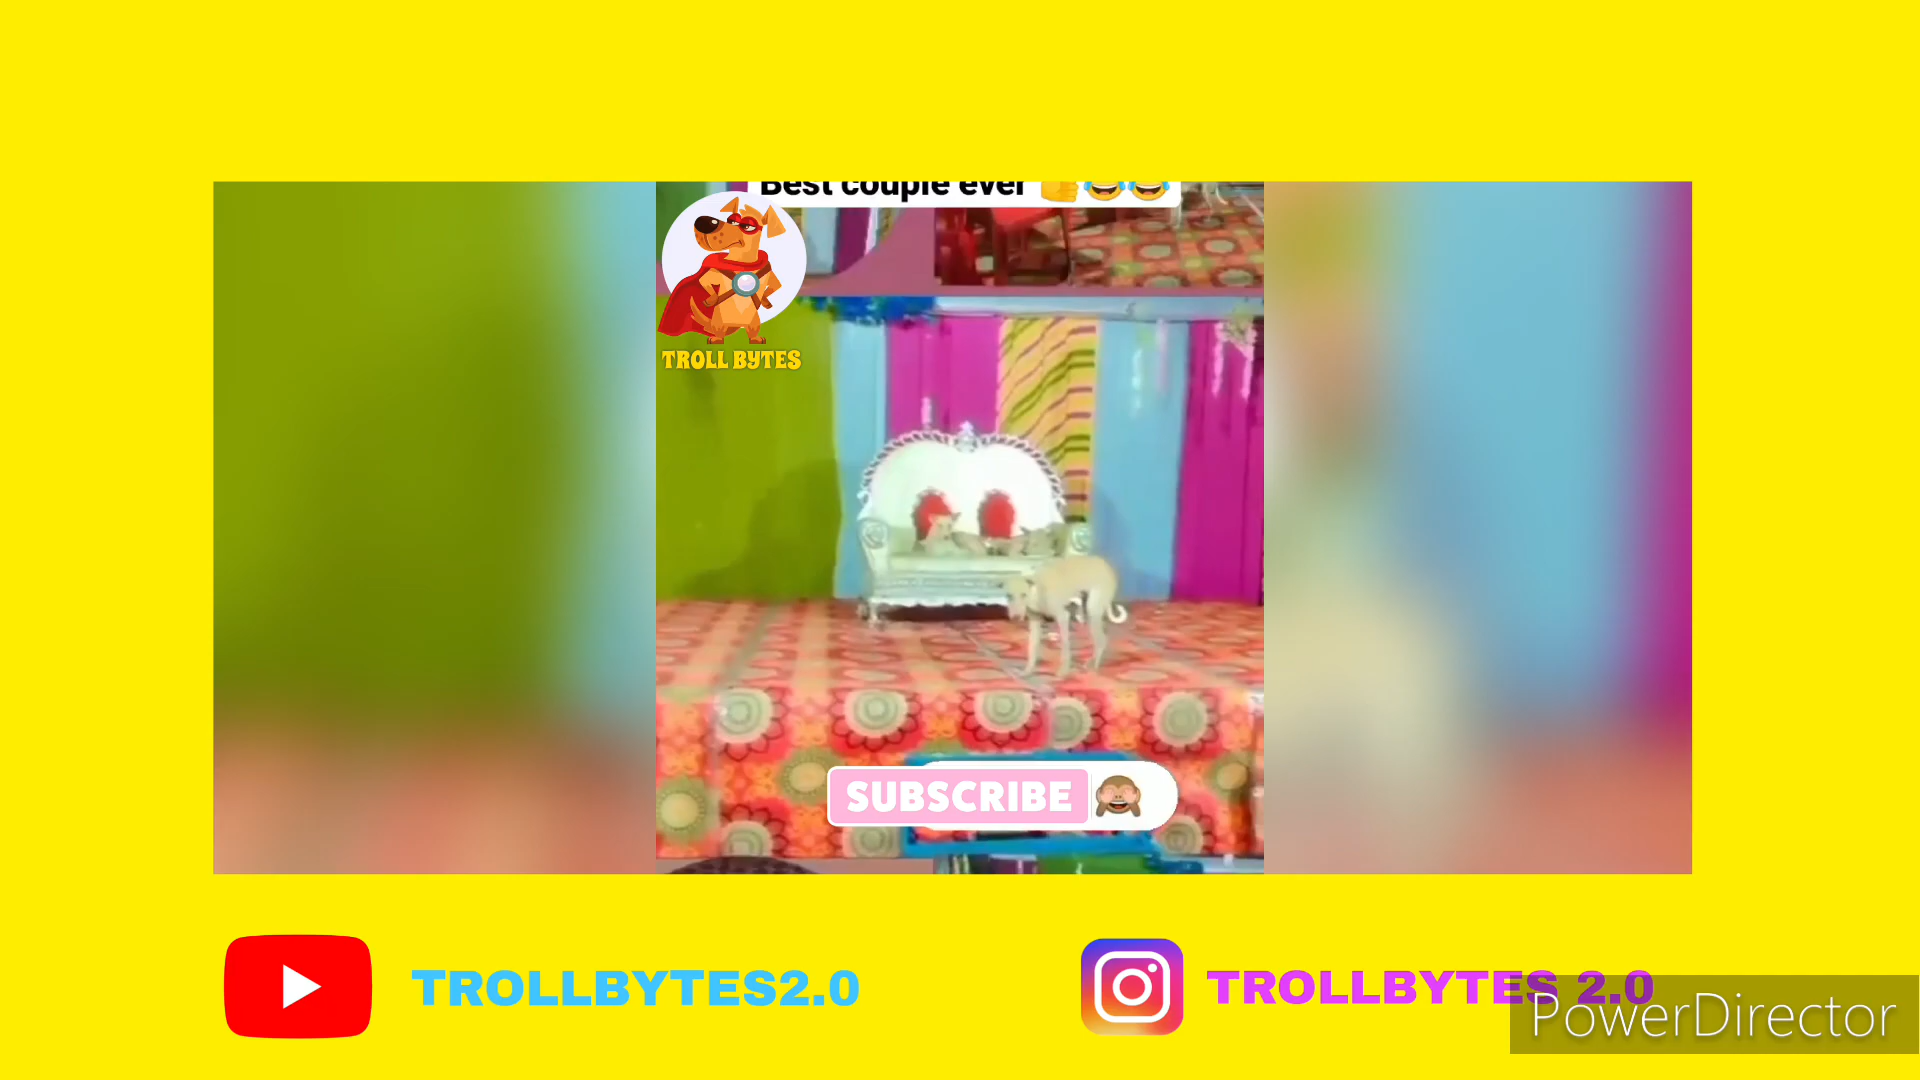 Best couple ever 👍😂😂
TROLL BYTES
SUBSCRIBE
TROLLBYTES2.0
TROLLBYTES 2.0
PowerDirector